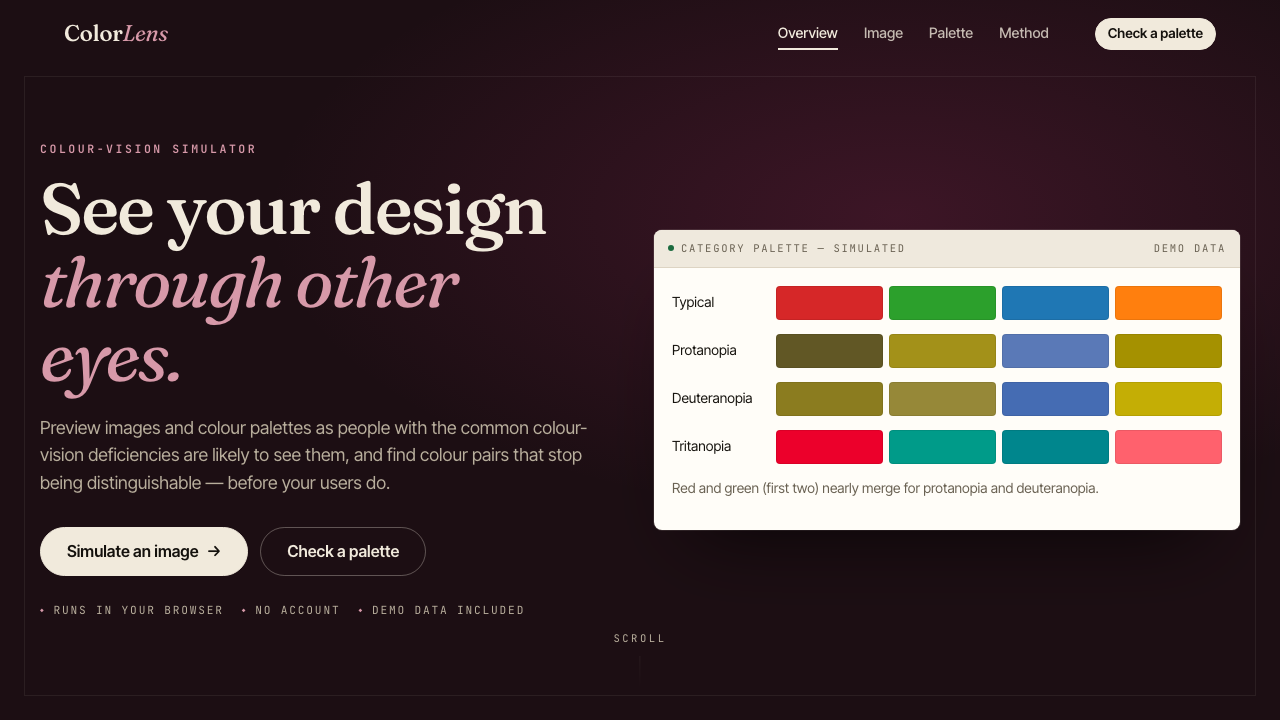 ColorLens
Overview Image Palette Method Check a palette
COLOUR-VISION SIMULATOR
See your design
through other
eyes.
Preview images and colour palettes as people with the common colour-
vision deficiencies are likely to see them, and find colour pairs that stop
being distinguishable — before your users do.
Simulate an image → Check a palette
RUNS IN YOUR BROWSER NO ACCOUNT DEMO DATA INCLUDED
CATEGORY PALETTE — SIMULATED DEMO DATA
Typical
Protanopia
Deuteranopia
Tritanopia
Red and green (first two) nearly merge for protanopia and deuteranopia.
SCROLL